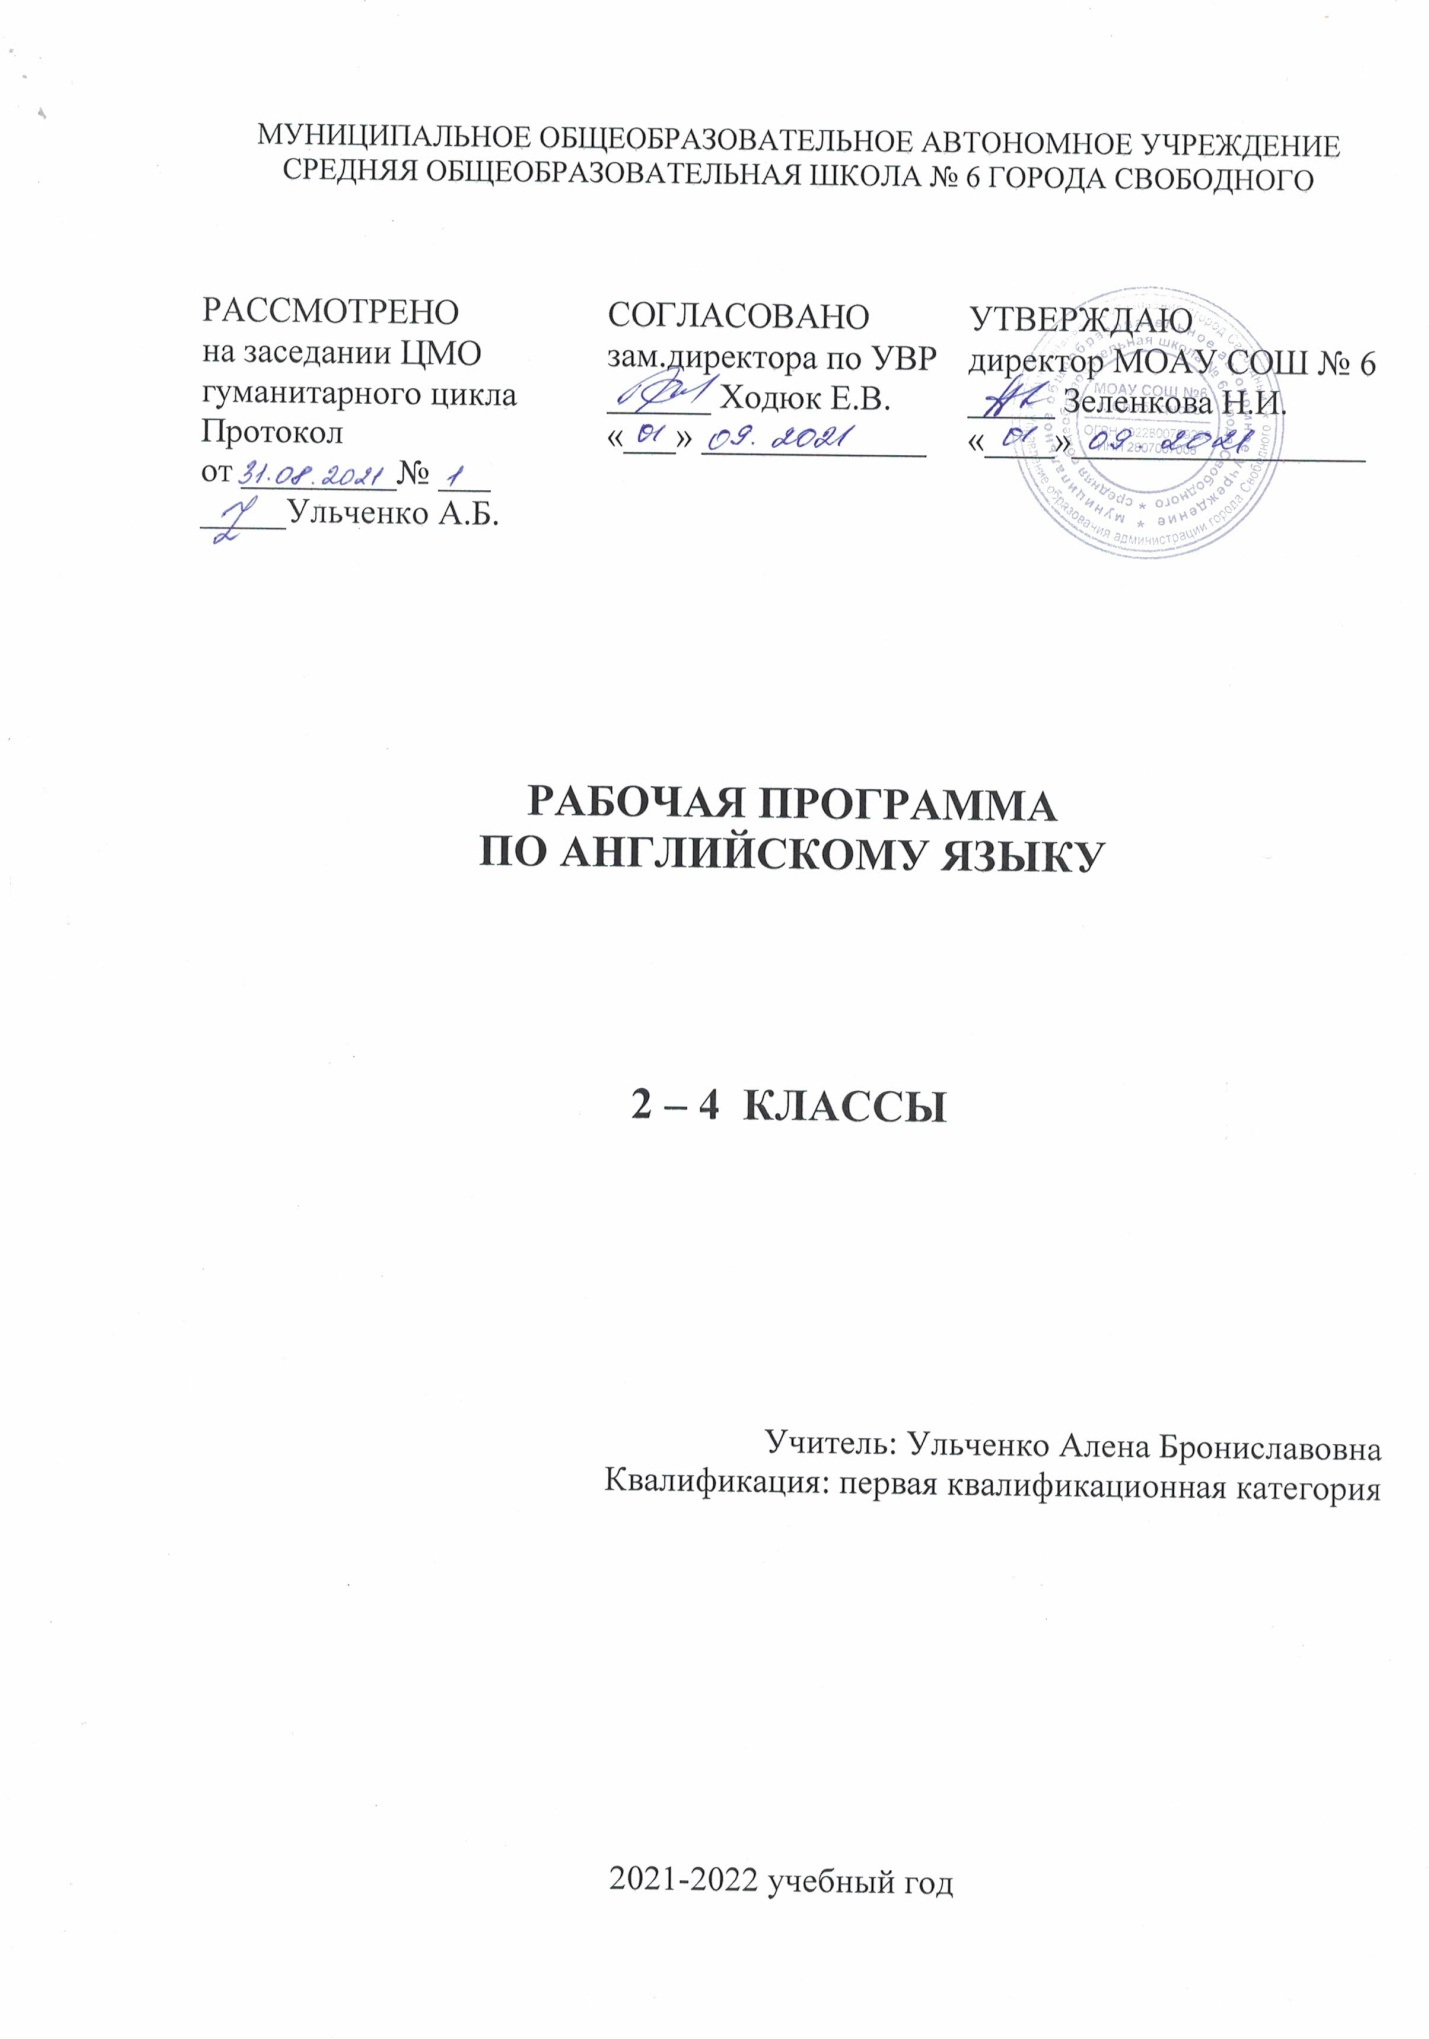 МУНИЦИПАЛЬНОЕ ОБЩЕОБРАЗОВАТЕЛЬНОЕ АВТОНОМНОЕ УЧРЕЖДЕНИЕ
СРЕДНЯЯ ОБЩЕОБРАЗОВАТЕЛЬНАЯ ШКОЛА № 6 ГОРОДА СВОБОДНОГО
РАССМОТРЕНО
на заседании ЦМО
гуманитарного цикла
Протокол
от 31.08.2021 № 1
Ульченко А.Б.
СОГЛАСОВАНО
зам.директора по УВР
Ходюк Е.В.
«01» 09. 2021
УТВЕРЖДАЮ
директор МОАУ СОШ № 6
Зеленкова Н.И.
«01» 09. 2021
МОАУ СОШ №6
РАБОЧАЯ ПРОГРАММА
ПО АНГЛИЙСКОМУ ЯЗЫКУ
2 – 4 КЛАССЫ
Учитель: Ульченко Алена Брониславовна
Квалификация: первая квалификационная категория
2021-2022 учебный год